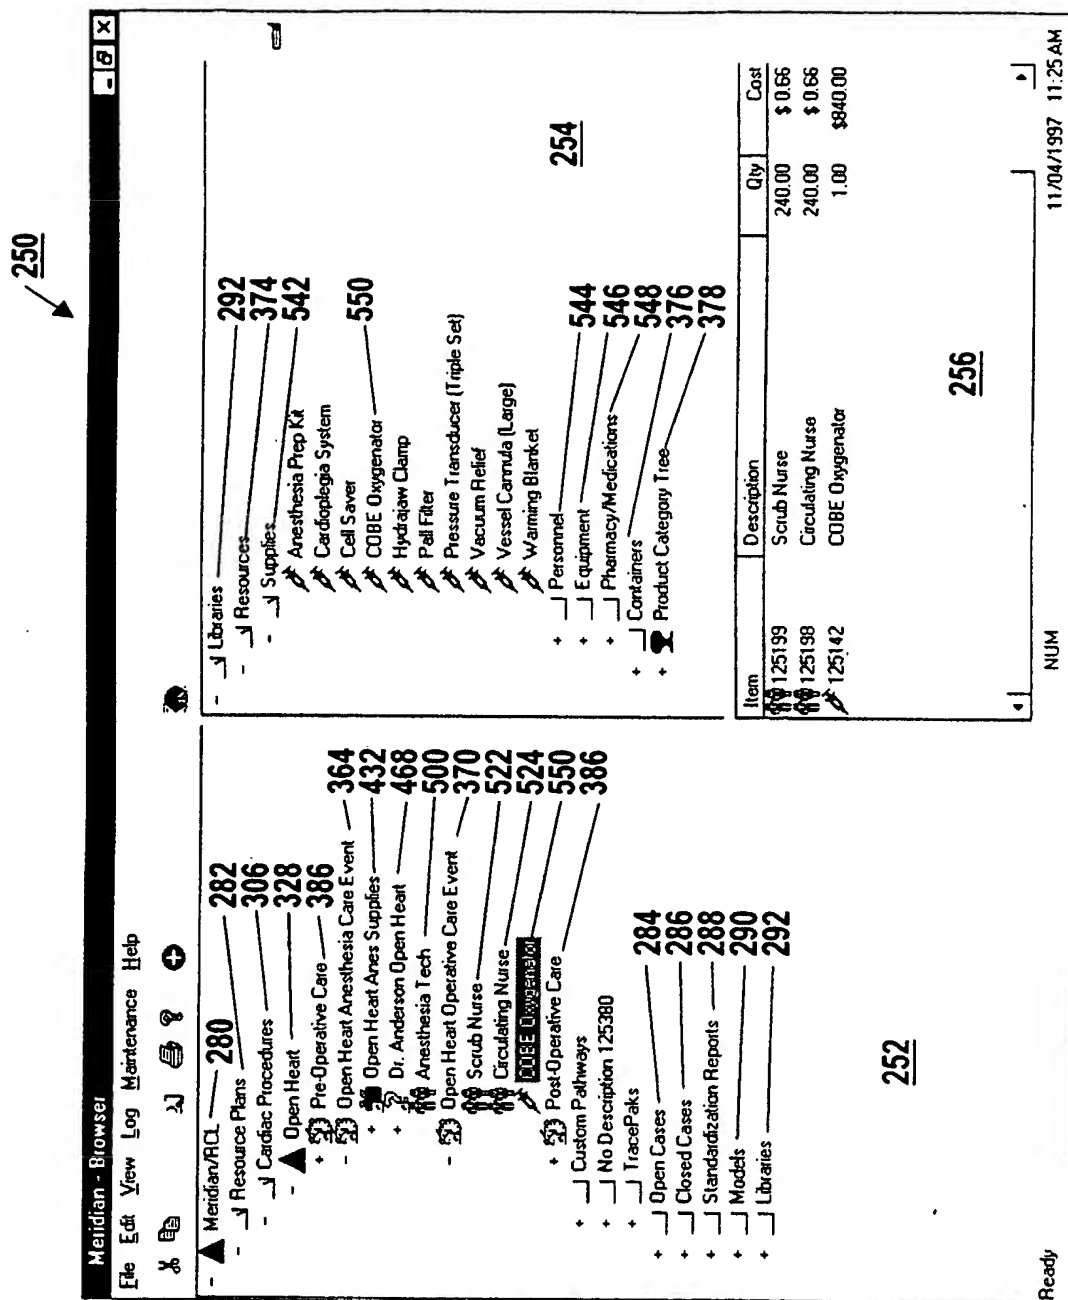 250
Meridian - Browser
File Edit View Log Maintenance Help
Meridian/RCL 280
Resource Plans 282
Cardiac Procedures 306
Open Heart 328
Pre-Operative Care 386
Open Heart Anesthesia Care Event 364
Open Heart Anes Supplies 432
Dr. Anderson Open Heart 468
Anesthesia Tech 500
Open Heart Operative Care Event 370
Scrub Nurse 522
Circulating Nurse 524
COBE Oxygenator 550
Post-Operative Care 386
Custom Pathways
No Description 125380
TracePaks
Open Cases 284
Closed Cases 286
Standardization Reports 288
Models 290
Libraries 292
252
Libraries 292
Resources 374
Supplies 542
Anesthesia Prep Kit
Cardioplegia System
Cell Saver
COBE Oxygenator 550
Hydrajaw Clamp
Pall Filter
Pressure Transducer (Triple Set)
Vacuum Relief
Vessel Cannula (Large)
Warming Blanket
Personnel 544
Equipment 546
Pharmacy/Medications 548
Containers 376
Product Category Tree 378
254
Item Description Qty Cost
125199 Scrub Nurse 240.00 $ 0.66
125198 Circulating Nurse 240.00 $ 0.66
125142 COBE Oxygenator 1.00 $840.00
256
Ready NUM 11/04/1997 11:25 AM